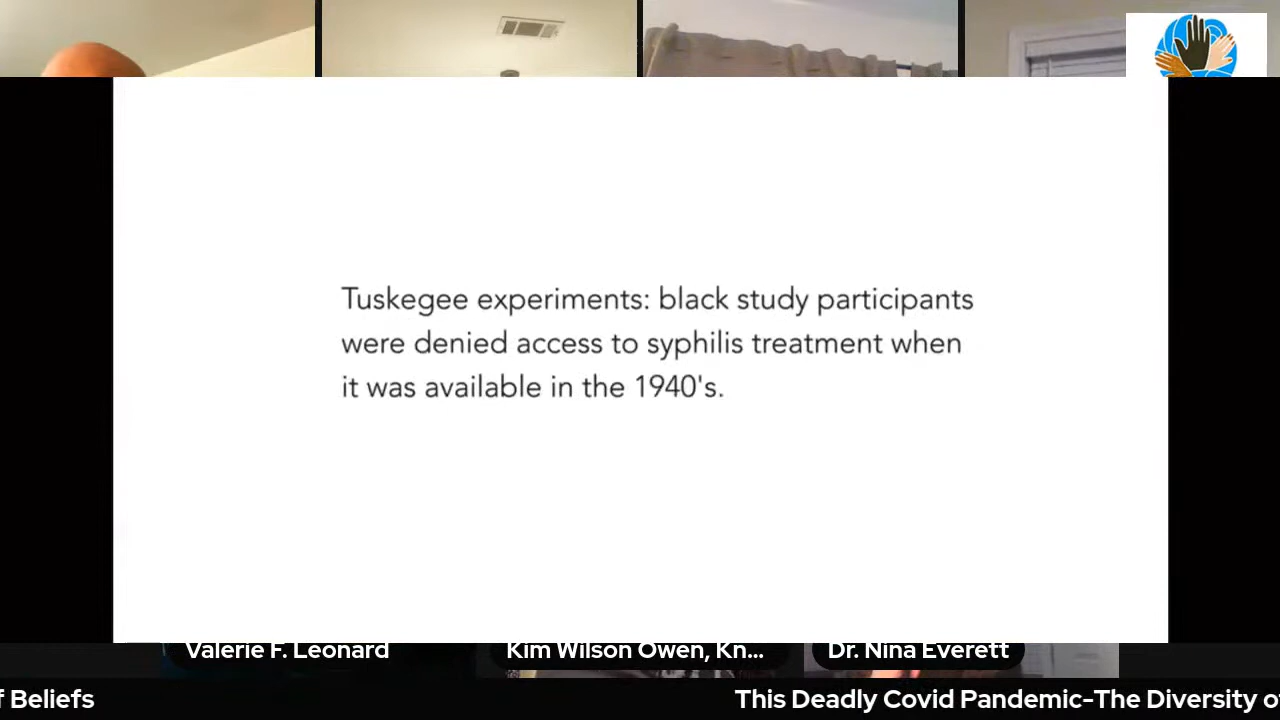 Tuskegee experiments: black study participants
were denied access to syphilis treatment when
it was available in the 1940's.
Valerie F. Leonard
Kim Wilson Owen, Kn...
Dr. Nina Everett
f Beliefs
This Deadly Covid Pandemic-The Diversity of